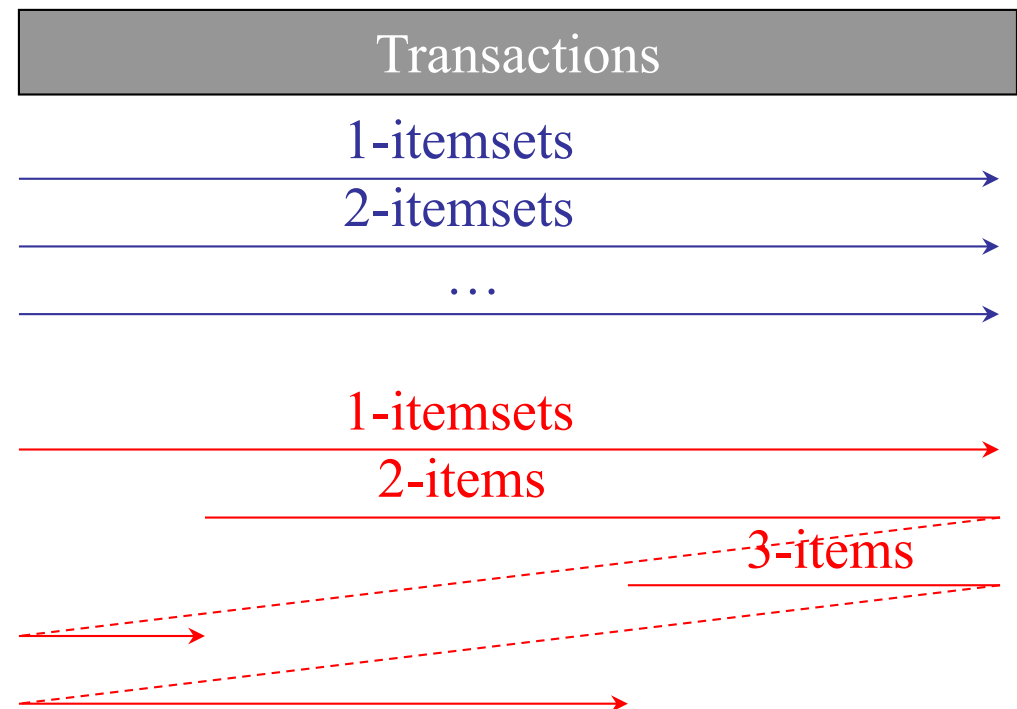 Transactions
1-itemsets
2-itemsets
…
1-itemsets
2-items
3-items